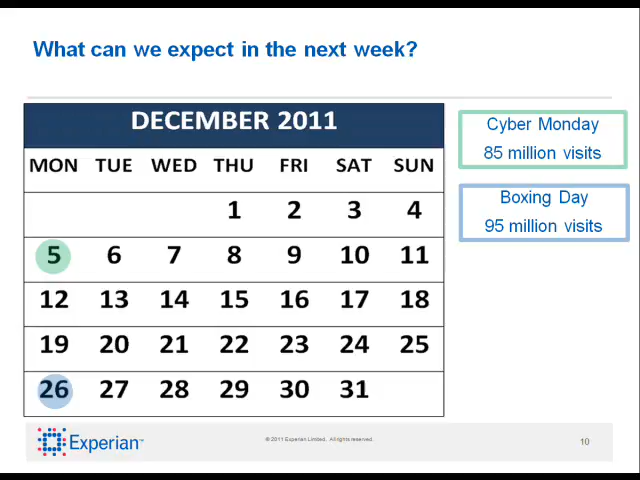 What can we expect in the next week?
DECEMBER 2011
MON TUE WED THU FRI SAT SUN
1 2 3 4
5 6 7 8 9 10 11
12 13 14 15 16 17 18
19 20 21 22 23 24 25
26 27 28 29 30 31
Cyber Monday
85 million visits
Boxing Day
95 million visits
Experian™
© 2011 Experian Limited. All rights reserved.
10